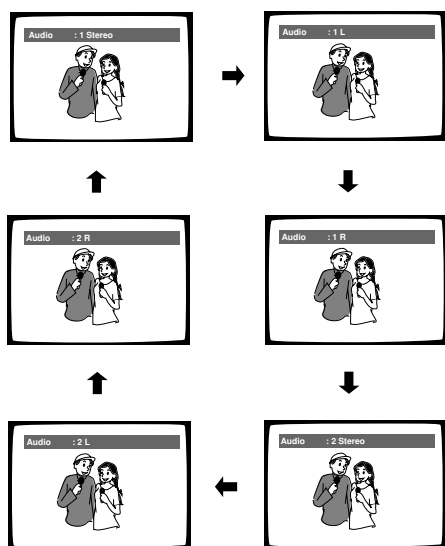 Audio : 1 Stereo
Audio : 1 L
Audio : 2 R
Audio : 1 R
Audio : 2 L
Audio : 2 Stereo